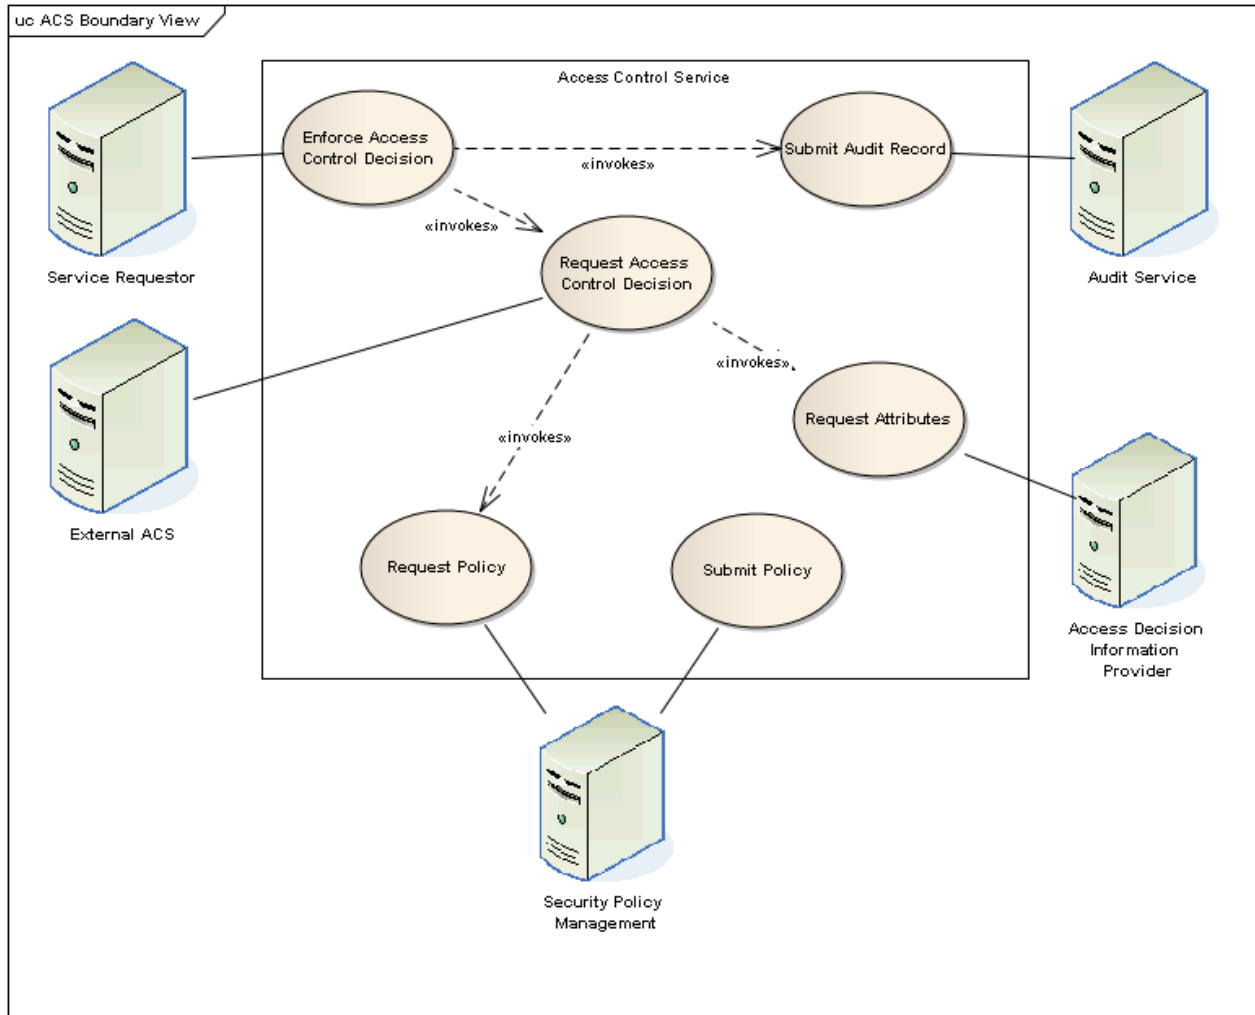 uc ACS Boundary View
Access Control Service
Enforce Access
Control Decision
Submit Audit Record
«invokes»
«invokes»
Service Requestor
Audit Service
Request Access
Control Decision
«invokes»
Request Attributes
«invokes»
External ACS
Request Policy
Submit Policy
Access Decision
Information
Provider
Security Policy
Management